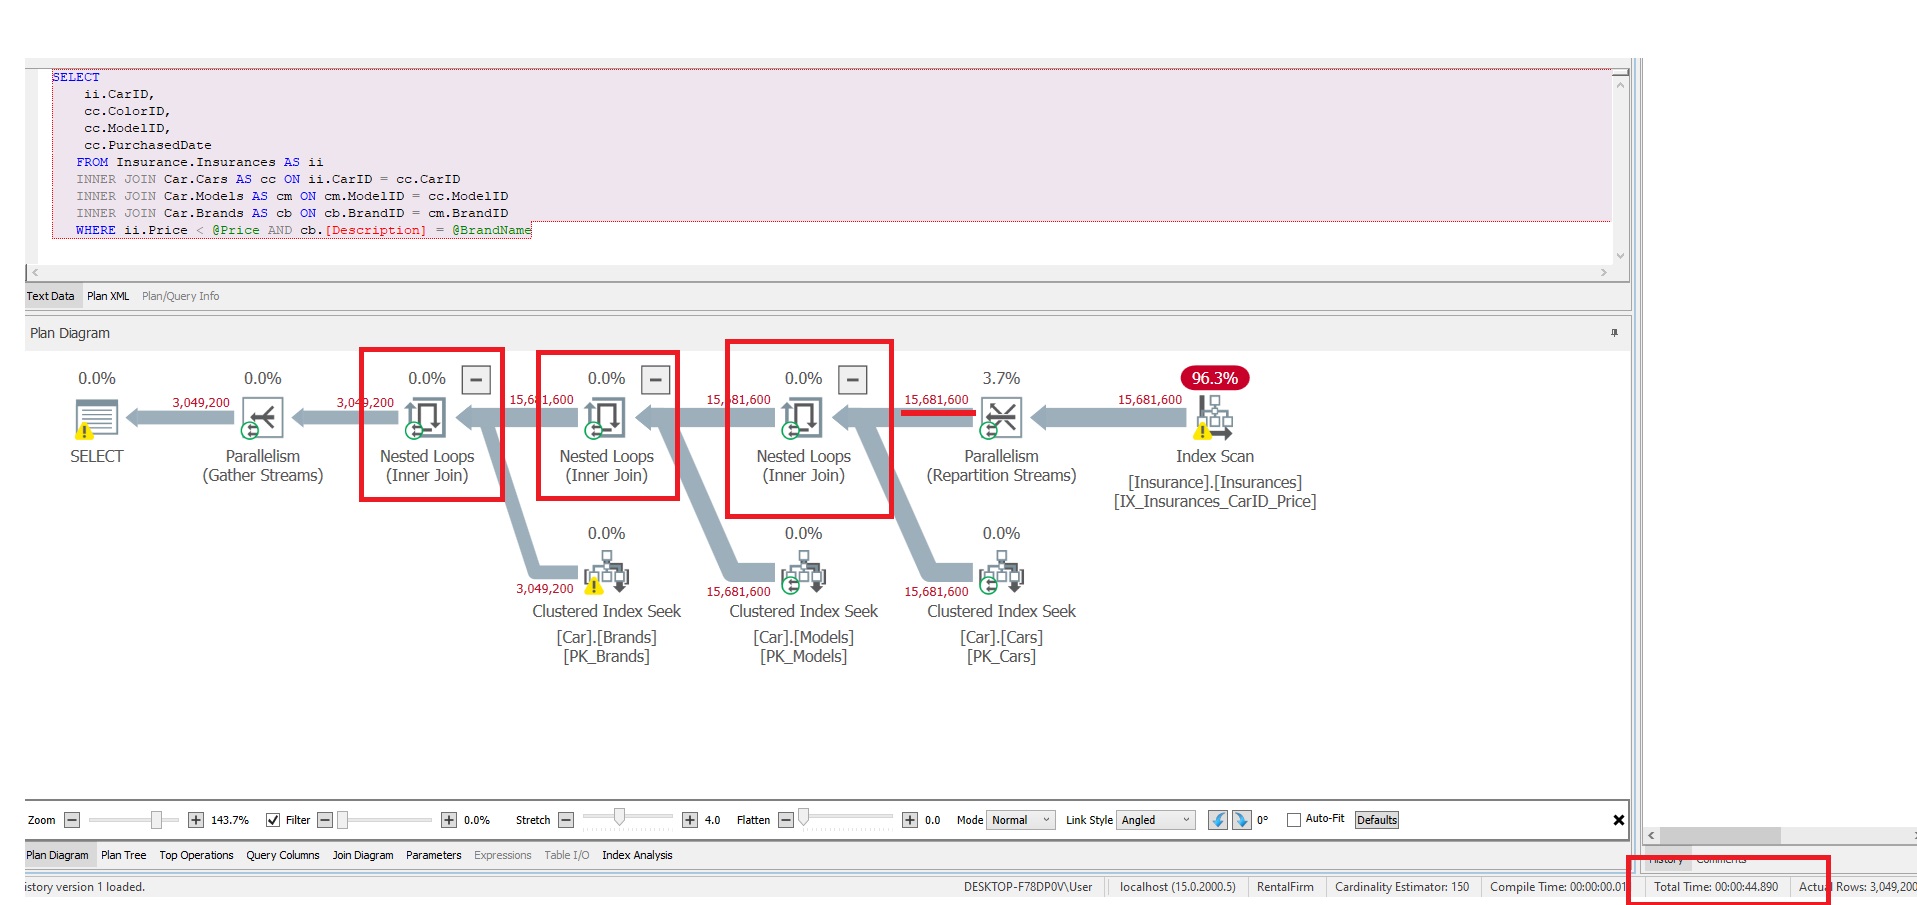 SELECT
ii.CarID,
cc.ColorID,
cc.ModelID,
cc.PurchasedDate
FROM Insurance.Insurances AS ii
INNER JOIN Car.Cars AS cc ON ii.CarID = cc.CarID
INNER JOIN Car.Models AS cm ON cm.ModelID = cc.ModelID
INNER JOIN Car.Brands AS cb ON cb.BrandID = cm.BrandID
WHERE ii.Price < @Price AND cb.[Description] = @BrandName
Text Data Plan XML Plan/Query Info
Plan Diagram
0.0% 0.0% 0.0% 0.0% 0.0% 3.7% 96.3%
3,049,200 3,049,200 15,681,600 15,681,600 15,681,600 15,681,600
SELECT Parallelism Nested Loops Nested Loops Nested Loops Parallelism Index Scan
(Gather Streams) (Inner Join) (Inner Join) (Inner Join) (Repartition Streams) [Insurance].[Insurances]
[IX_Insurances_CarID_Price]
0.0% 0.0% 0.0%
3,049,200 15,681,600 15,681,600
Clustered Index Seek Clustered Index Seek Clustered Index Seek
[Car].[Brands] [Car].[Models] [Car].[Cars]
[PK_Brands] [PK_Models] [PK_Cars]
Zoom 143.7% Filter 0.0% Stretch 4.0 Flatten 0.0 Mode Normal Link Style Angled 0° Auto-Fit Defaults
Plan Diagram Plan Tree Top Operations Query Columns Join Diagram Parameters Expressions Table I/O Index Analysis
History Comments
istory version 1 loaded. DESKTOP-F78DP0V\User localhost (15.0.2000.5) RentalFirm Cardinality Estimator: 150 Compile Time: 00:00:00.01 Total Time: 00:00:44.890 Actual Rows: 3,049,200